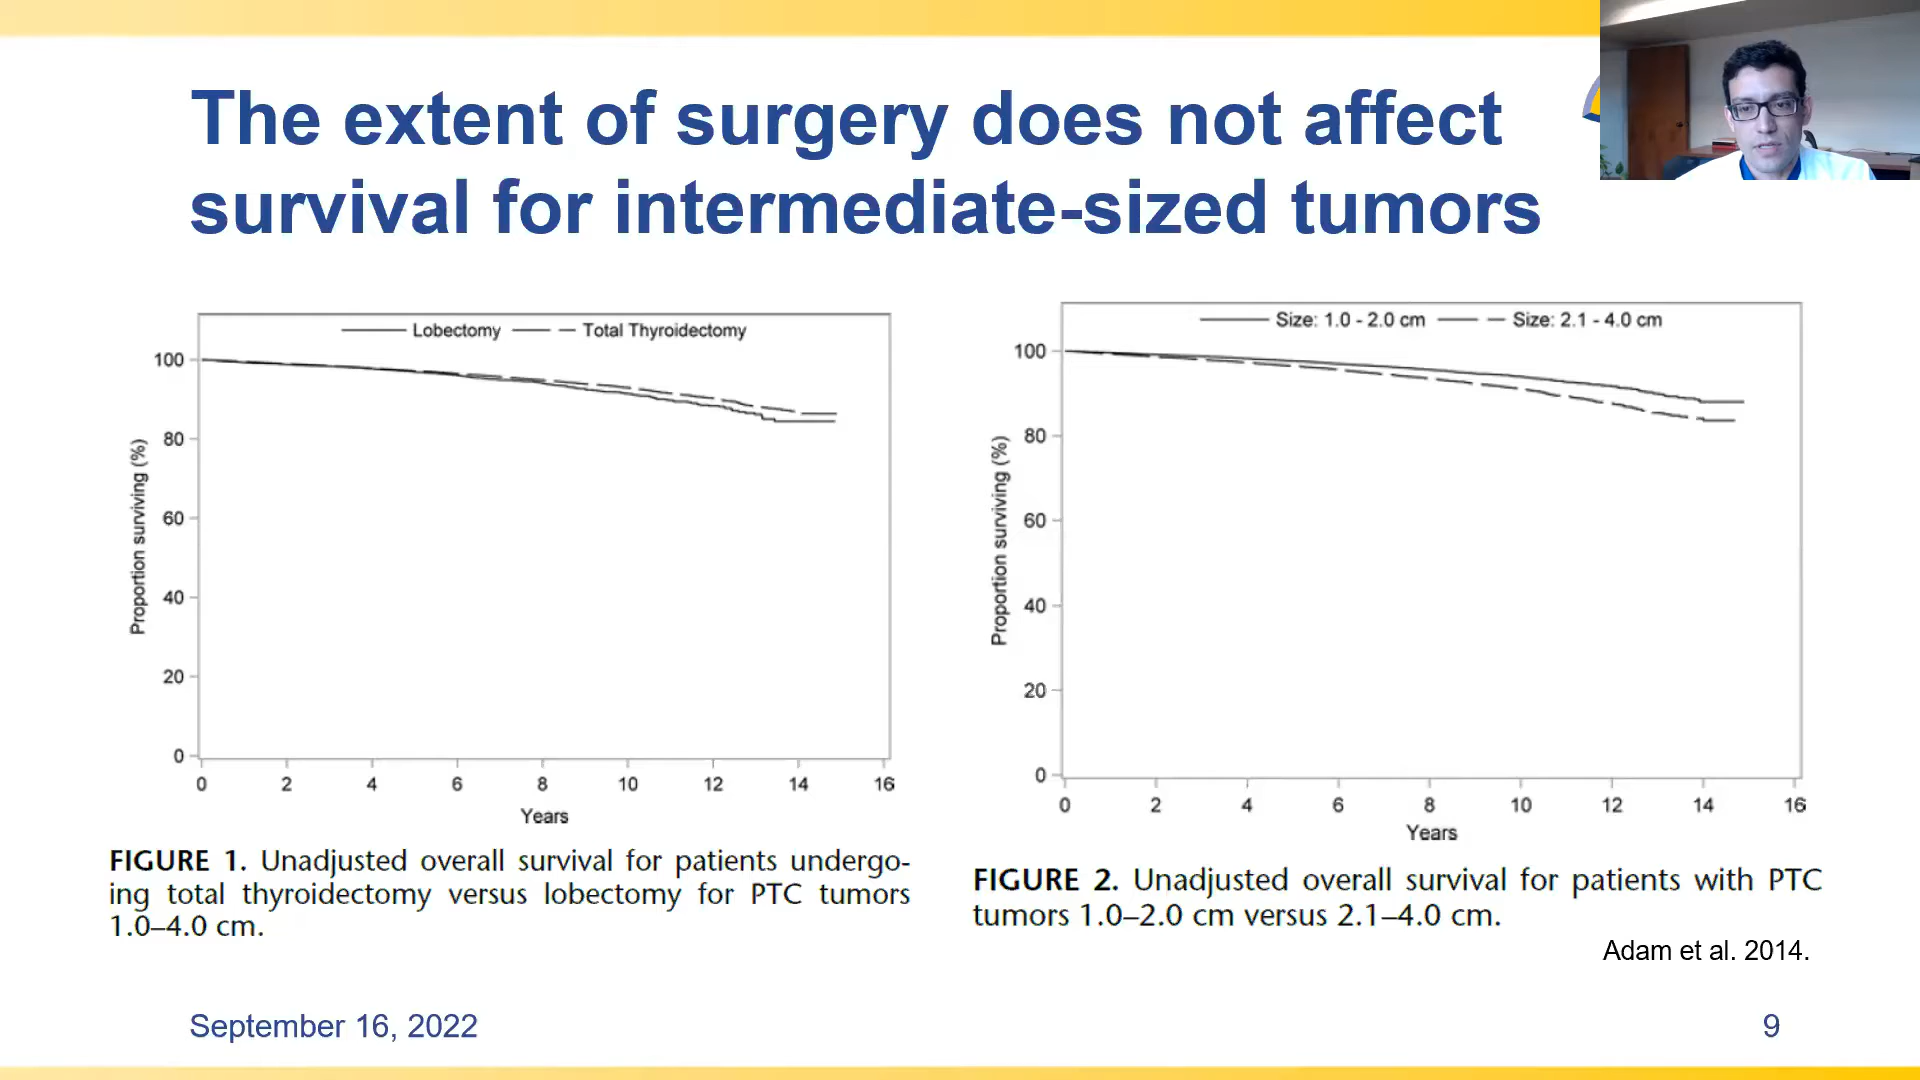 The extent of surgery does not affect
survival for intermediate-sized tumors
Lobectomy
Total Thyroidectomy
100
80
60
40
20
0
Proportion surviving (%)
0 2 4 6 8 10 12 14 16
Years
FIGURE 1. Unadjusted overall survival for patients undergo-
ing total thyroidectomy versus lobectomy for PTC tumors
1.0–4.0 cm.
Size: 1.0 - 2.0 cm
Size: 2.1 - 4.0 cm
100
80
60
40
20
0
Proportion surviving (%)
0 2 4 6 8 10 12 14 16
Years
FIGURE 2. Unadjusted overall survival for patients with PTC
tumors 1.0–2.0 cm versus 2.1–4.0 cm.
Adam et al. 2014.
September 16, 2022
9